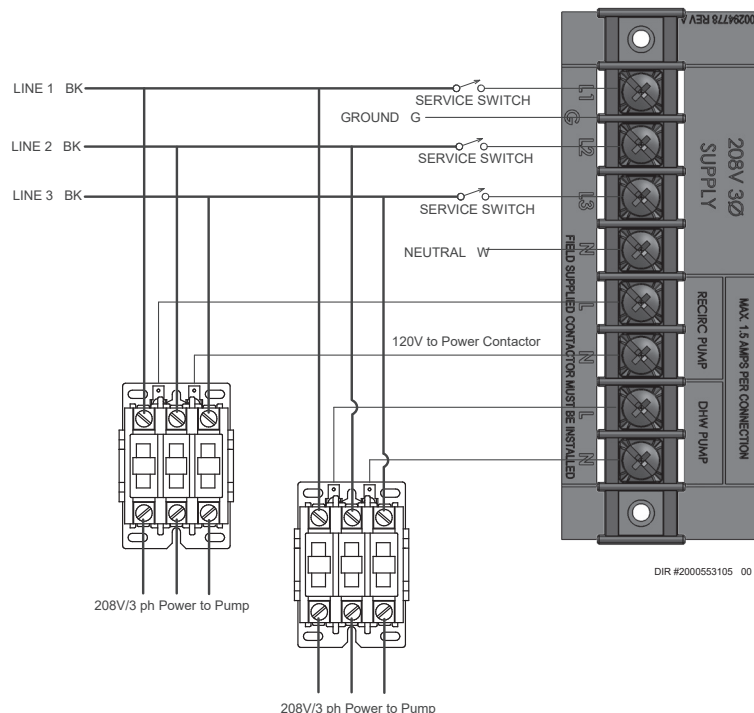 00294778 REV A
LINE 1 BK
SERVICE SWITCH
L1
GROUND G
G
LINE 2 BK
SERVICE SWITCH
L2
LINE 3 BK
SERVICE SWITCH
L3
208V 3Ø
SUPPLY
NEUTRAL W
N
FIELD SUPPLIED CONTACTOR MUST BE INSTALLED
L
RECIRC PUMP
MAX. 1.5 AMPS PER CONNECTION
120V to Power Contactor
N
L
DHW PUMP
N
DIR #2000553105 00
208V/3 ph Power to Pump
208V/3 ph Power to Pump